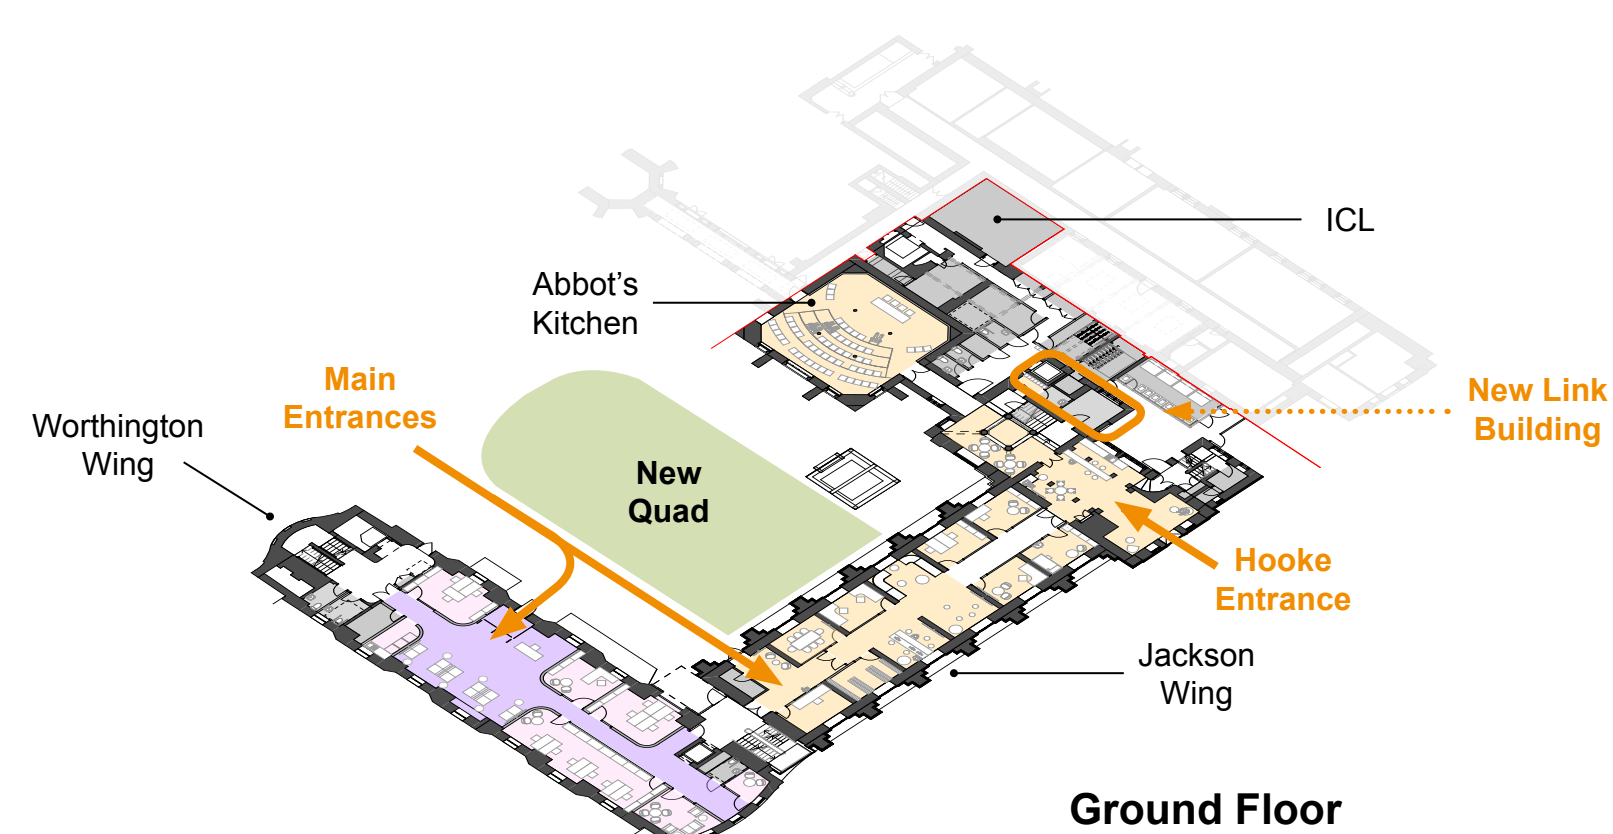 ICL
Abbot’s
Kitchen
Main
Entrances
New Link
Building
Worthington
Wing
New
Quad
Hooke
Entrance
Jackson
Wing
Ground Floor